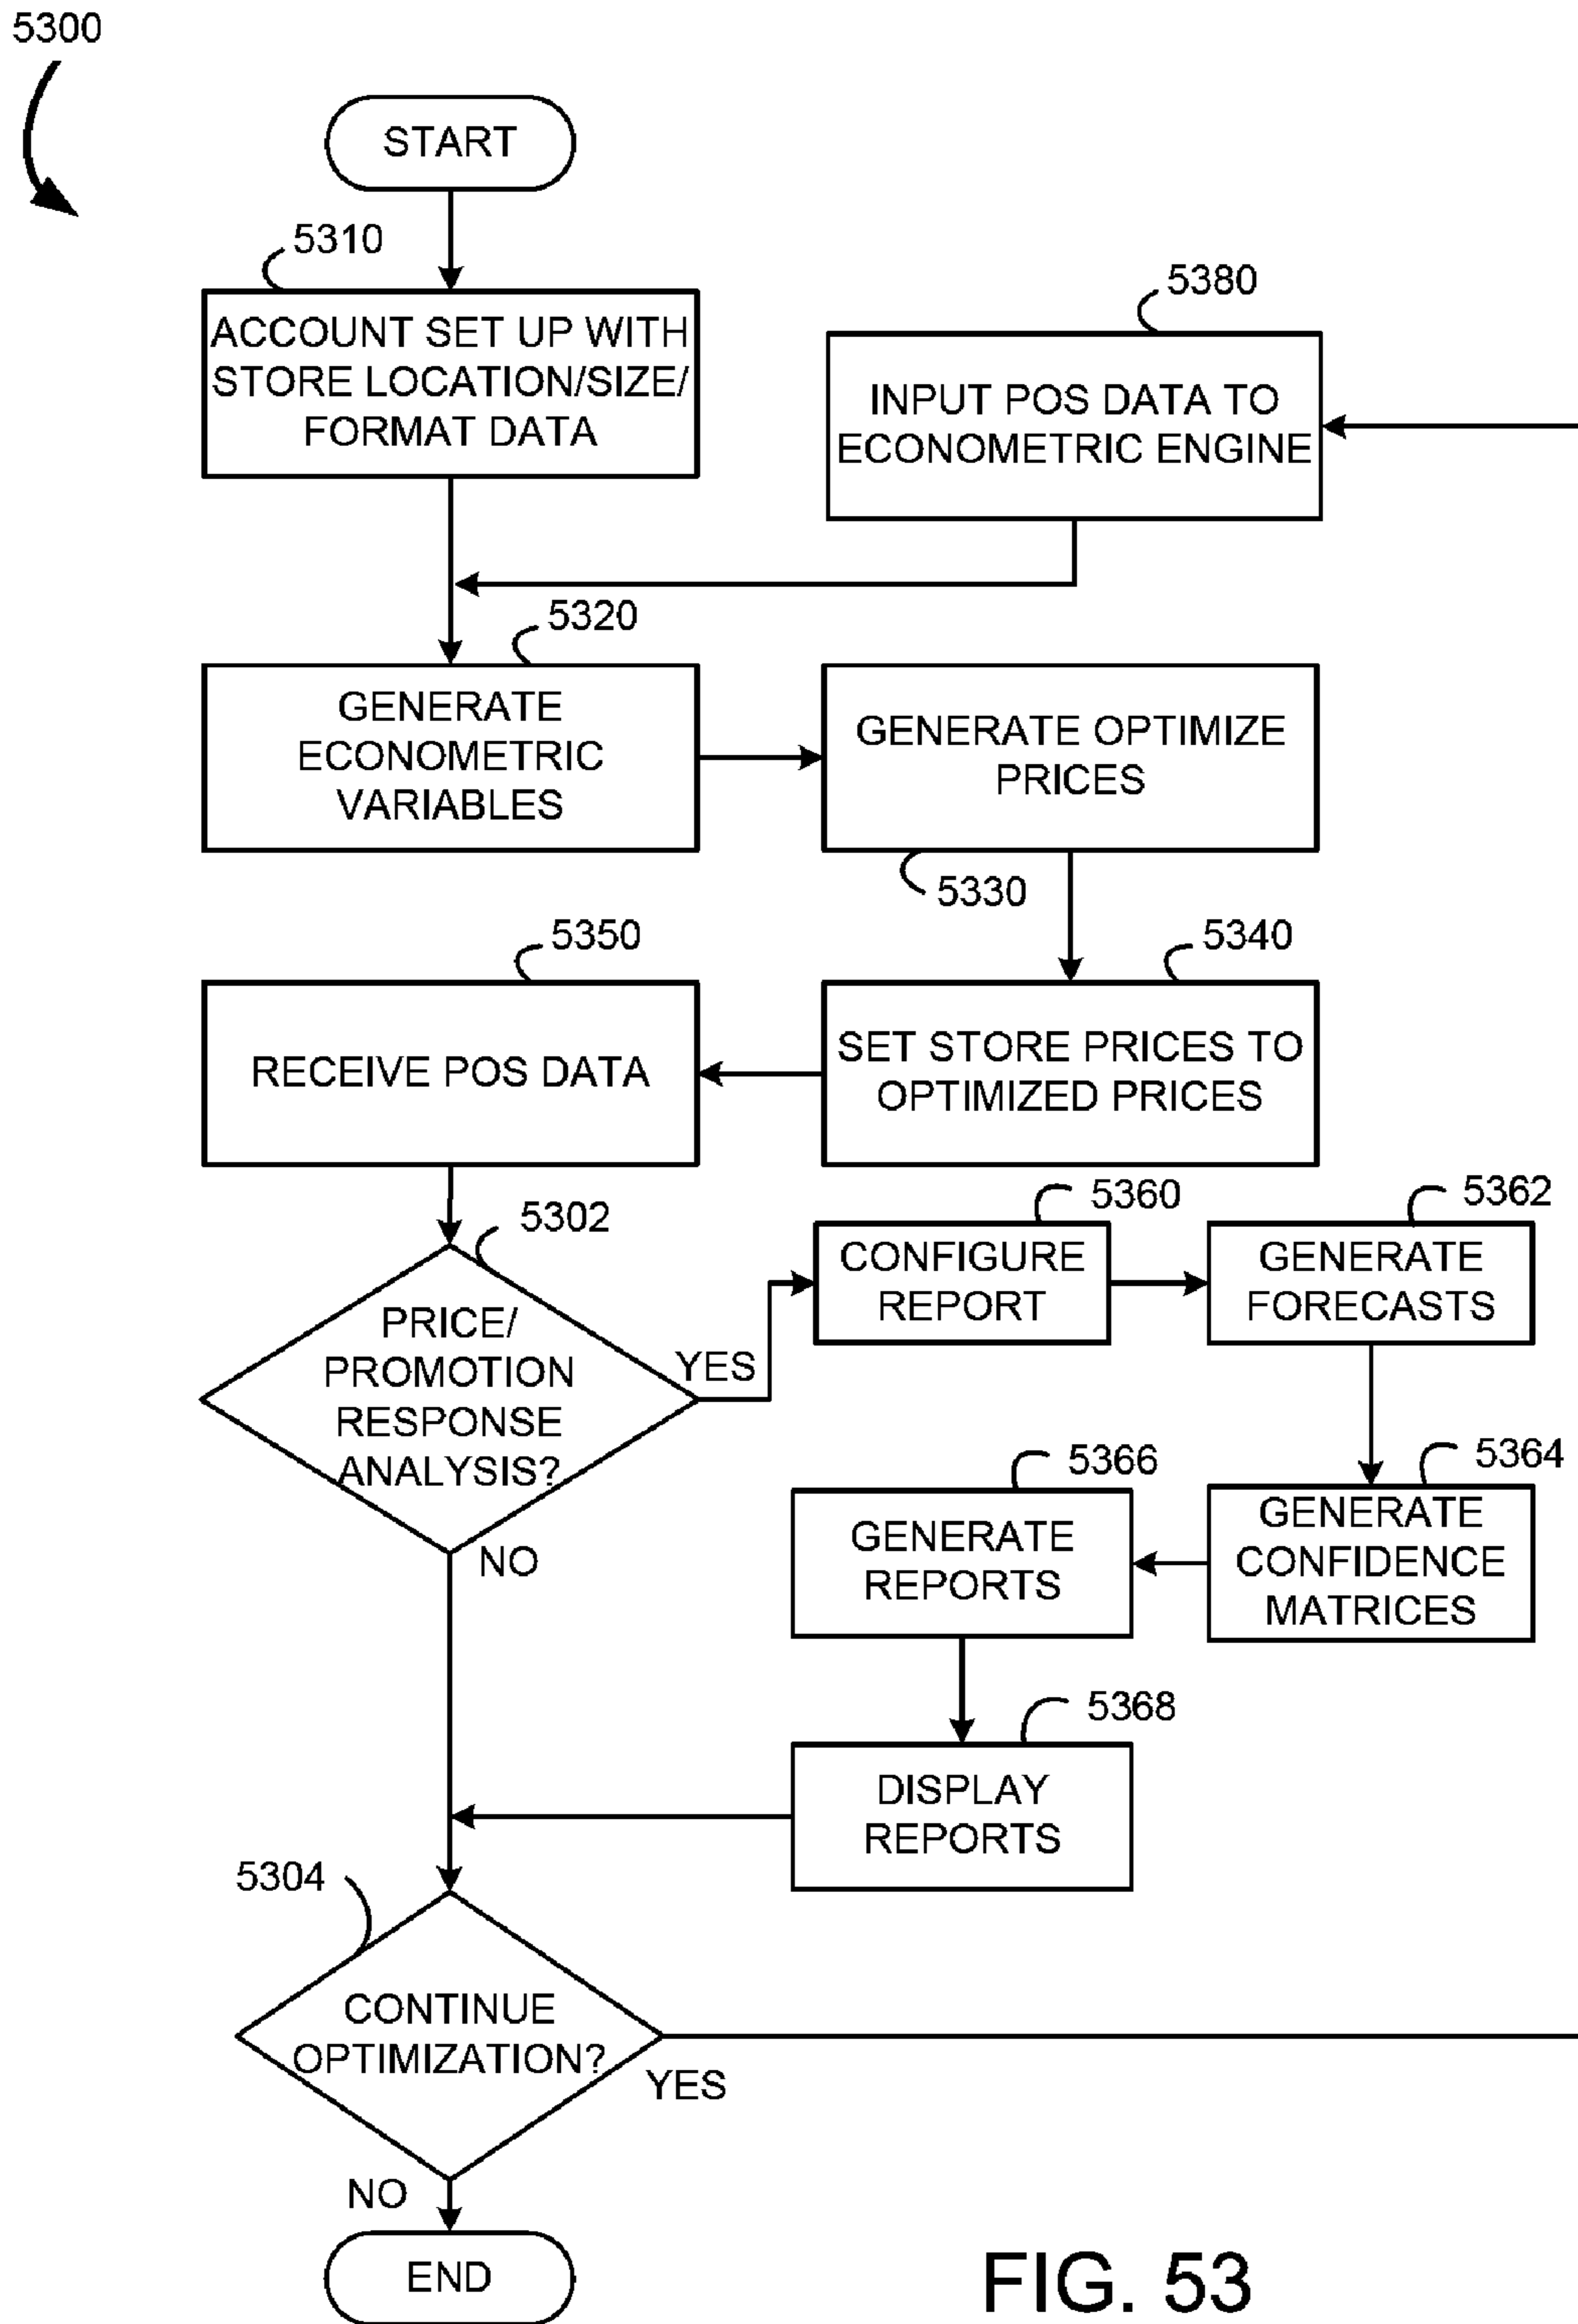 5300
START
5310
ACCOUNT SET UP WITH
STORE LOCATION/SIZE/
FORMAT DATA
5380
INPUT POS DATA TO
ECONOMETRIC ENGINE
5320
GENERATE
ECONOMETRIC
VARIABLES
GENERATE OPTIMIZE
PRICES
5330
5350
RECEIVE POS DATA
5340
SET STORE PRICES TO
OPTIMIZED PRICES
5302
PRICE/
PROMOTION
RESPONSE
ANALYSIS?
YES
NO
5360
CONFIGURE
REPORT
5362
GENERATE
FORECASTS
5364
GENERATE
CONFIDENCE
MATRICES
5366
GENERATE
REPORTS
5368
DISPLAY
REPORTS
5304
CONTINUE
OPTIMIZATION?
YES
NO
END
FIG. 53